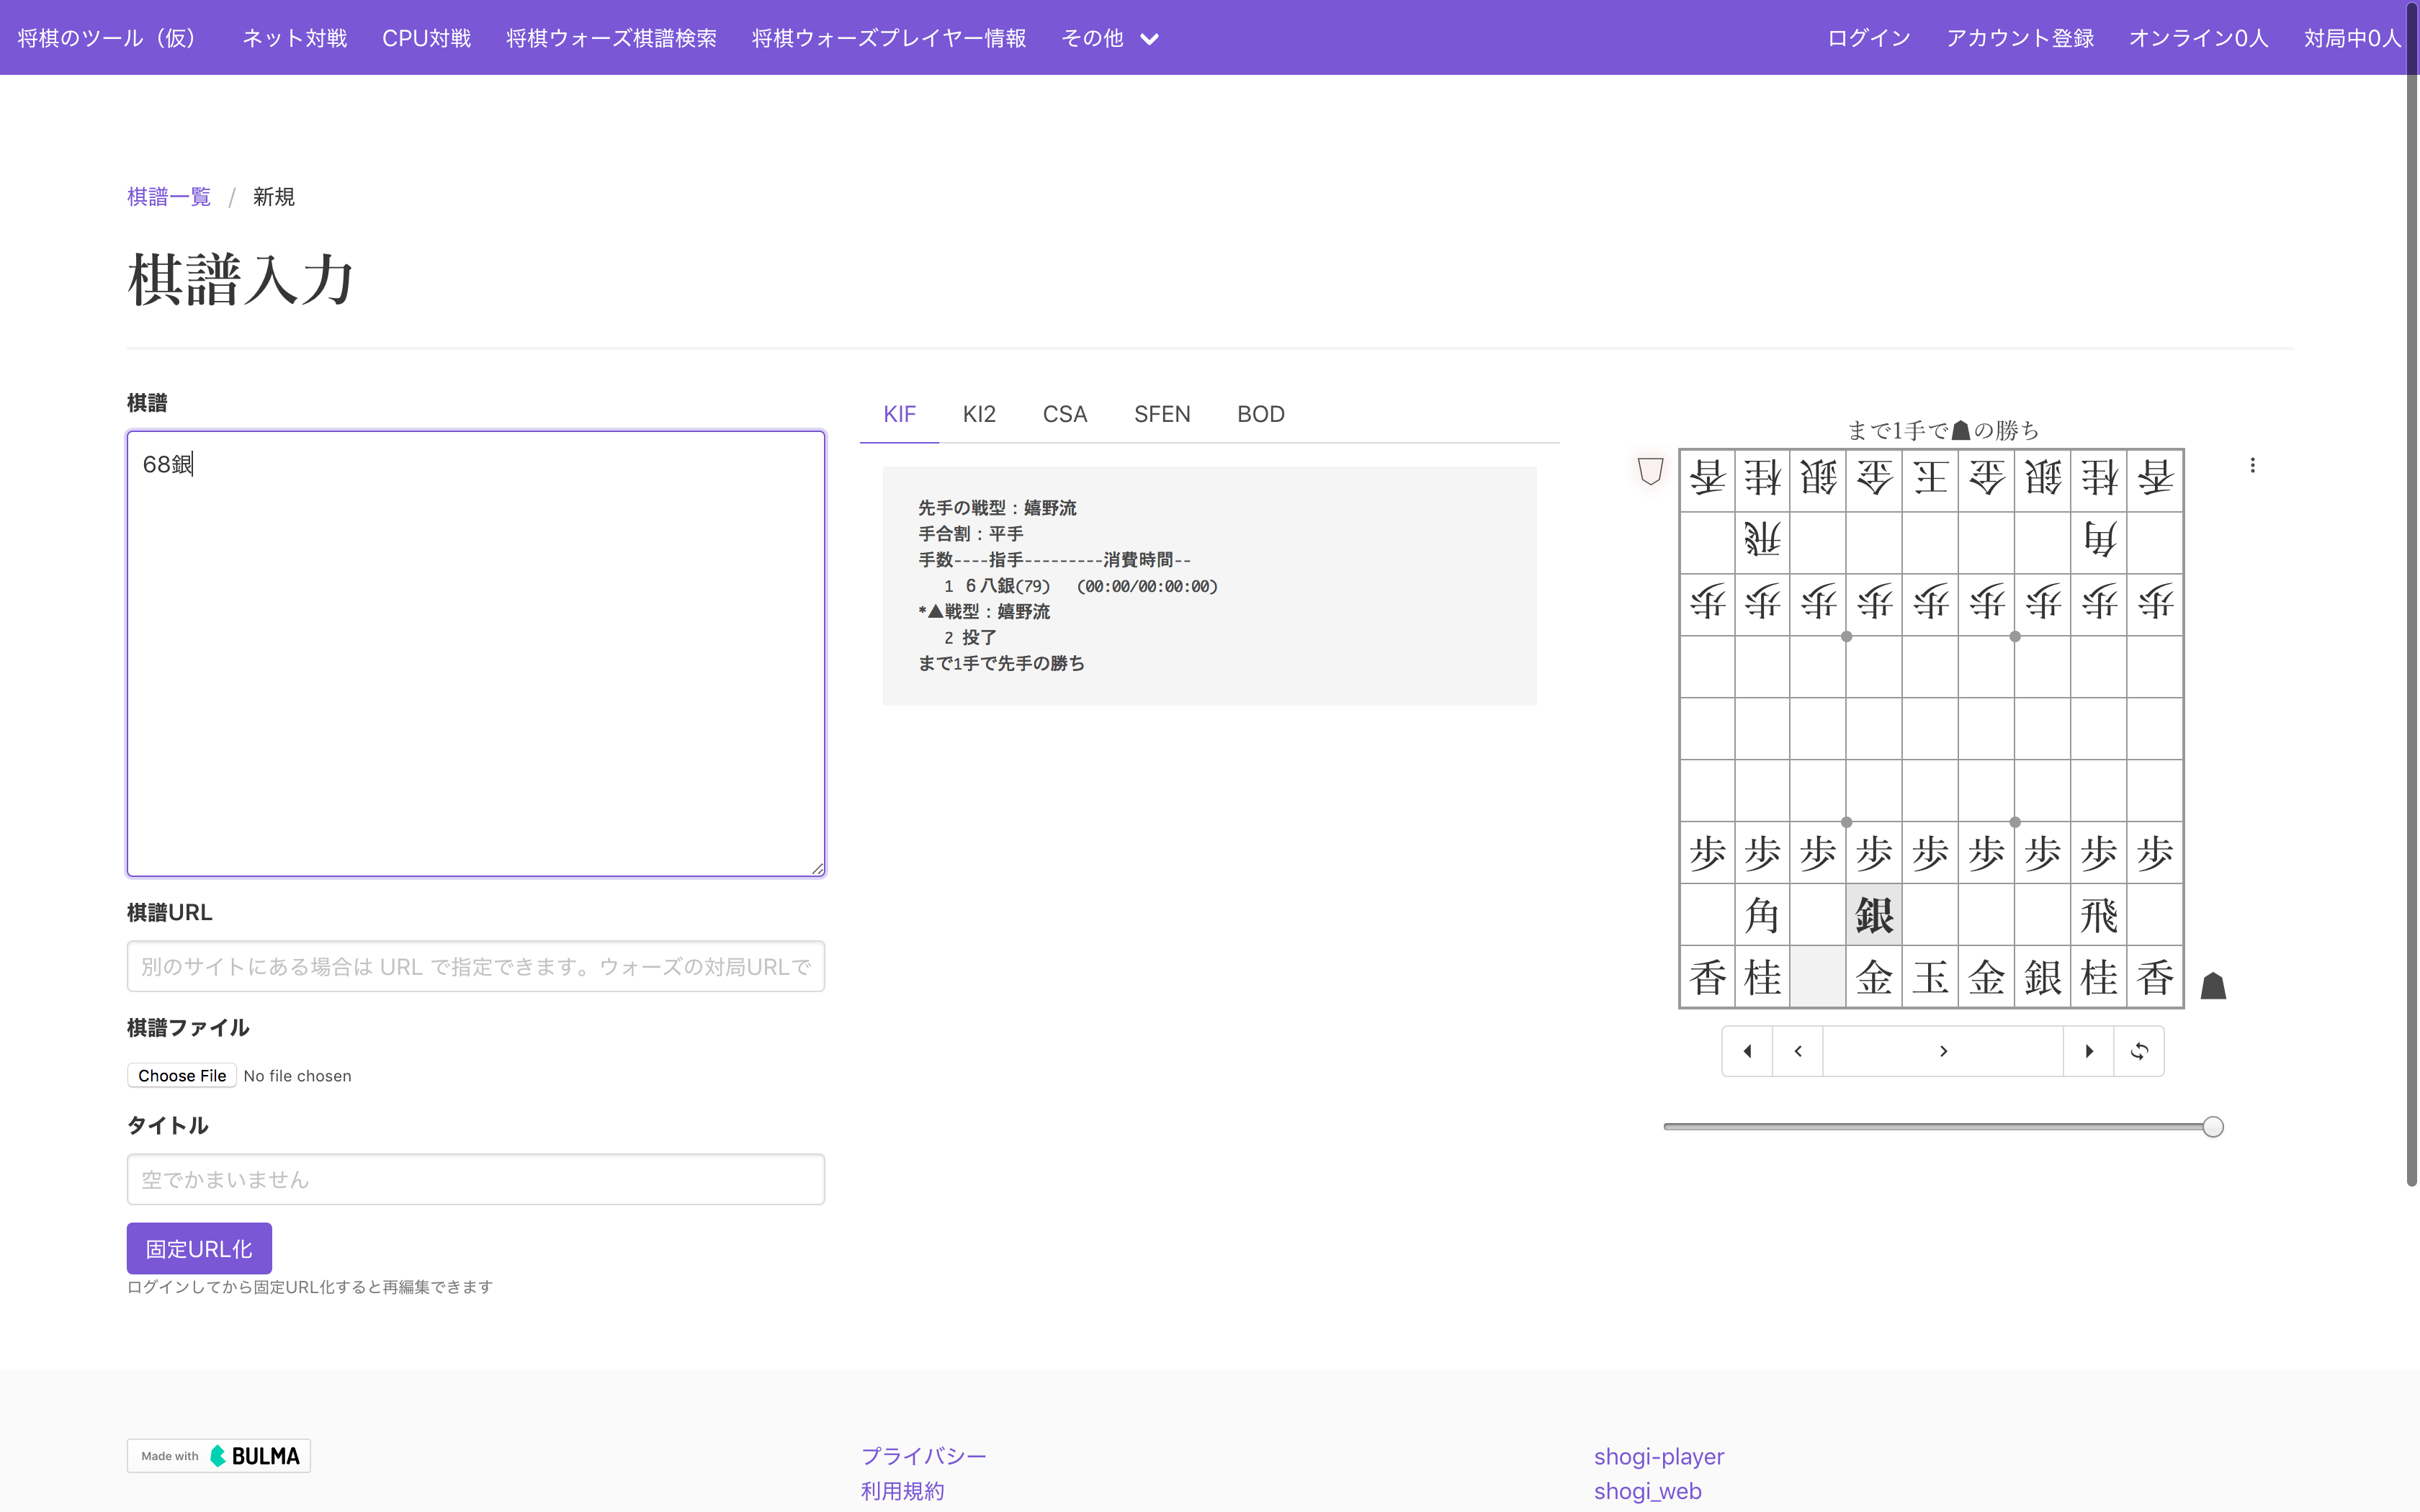 将棋のツール（仮） ネット対戦 CPU対戦 将棋ウォーズ棋譜検索 将棋ウォーズプレイヤー情報 その他 ログイン アカウント登録 オンライン0人 対局中0人
棋譜一覧 / 新規
棋譜入力
棋譜
68銀
棋譜URL
別のサイトにある場合は URL で指定できます。ウォーズの対局URLで
棋譜ファイル
Choose File No file chosen
タイトル
空でかまいません
固定URL化
ログインしてから固定URL化すると再編集できます
KIF KI2 CSA SFEN BOD
先手の戦型：嬉野流
手合割：平手
手数----指手---------消費時間--
1 ６八銀(79) (00:00/00:00:00)
*▲戦型：嬉野流
2 投了
まで1手で先手の勝ち
まで1手で☗の勝ち
香桂銀金王金銀桂香
飛角
歩歩歩歩歩歩歩歩歩
歩歩歩歩歩歩歩歩歩
角銀飛
香桂金玉金銀桂香
Made with BULMA
プライバシー
利用規約
shogi-player
shogi_web